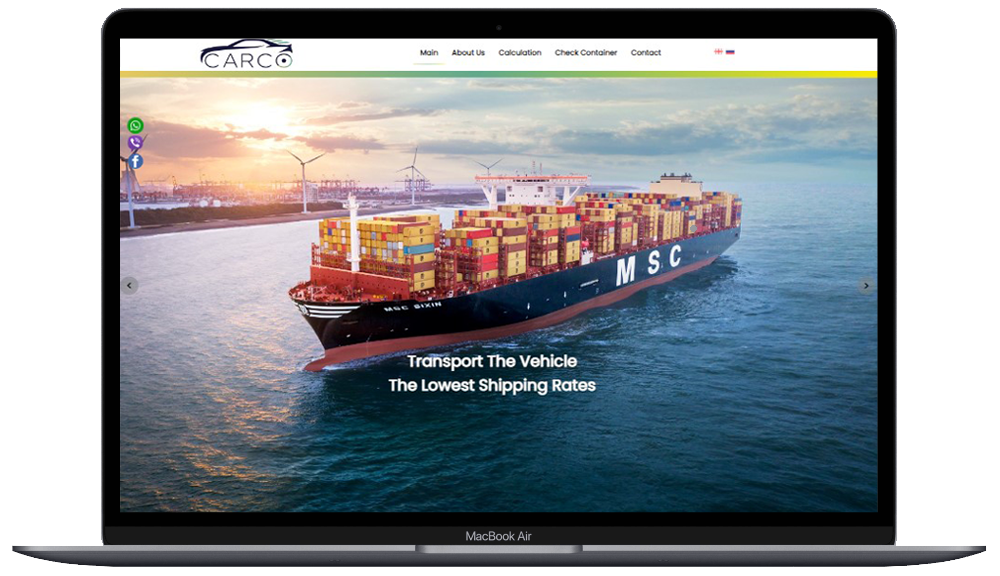 CARCO
Main About Us Calculation Check Container Contact
MSC
MSC BIXIN
Transport The Vehicle
The Lowest Shipping Rates
MacBook Air